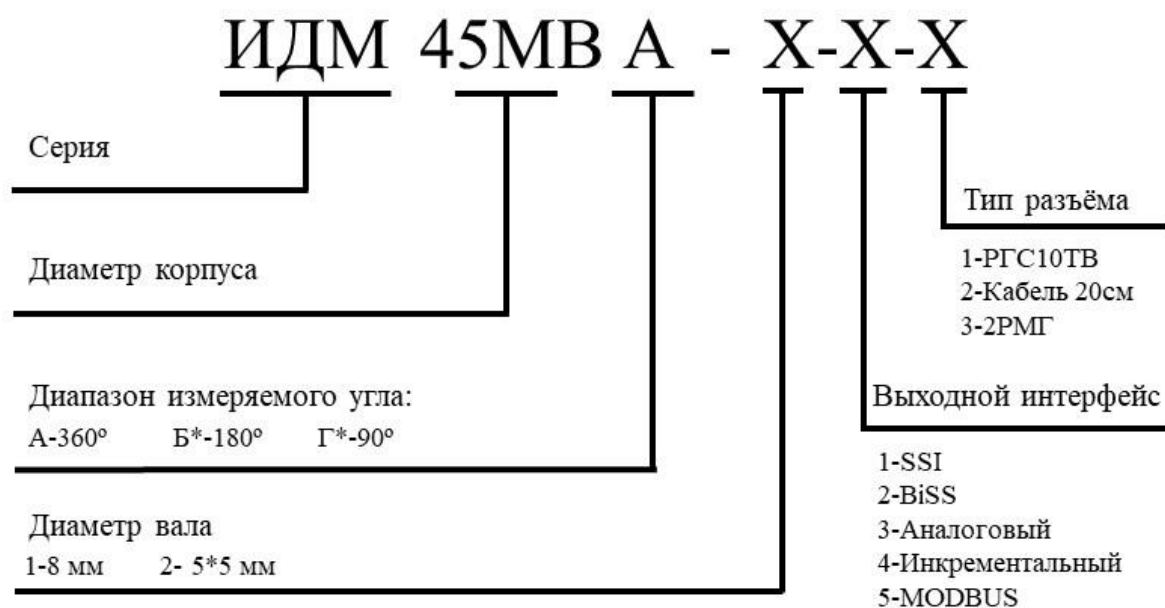 ИДМ 45МВ А - Х-Х-Х
Серия
Диаметр корпуса
Диапазон измеряемого угла:
А-360º Б*-180º Г*-90º
Диаметр вала
1-8 мм 2- 5*5 мм
Тип разъёма
1-РГС10ТВ
2-Кабель 20см
3-2РМГ
Выходной интерфейс
1-SSI
2-BiSS
3-Аналоговый
4-Инкрементальный
5-MODBUS